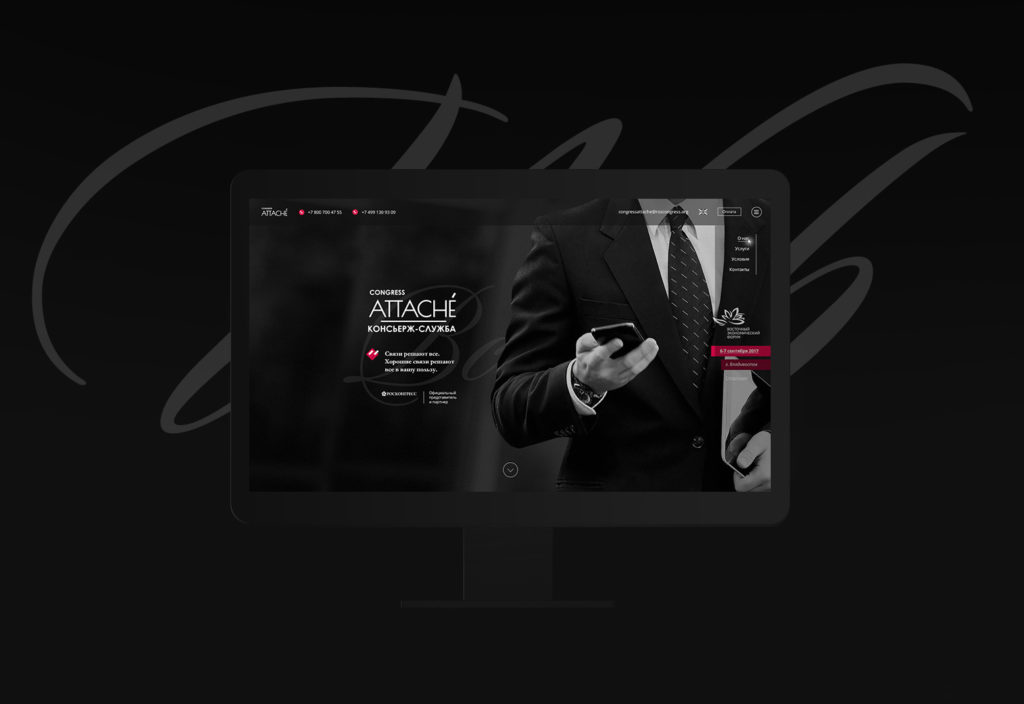 ATTACHÉ
+7 800 700 47 55
+7 499 130 93 09
congressattache@roscongress.org
Оплата
О нас
Услуги
Условия
Контакты
CONGRESS
ATTACHÉ
КОНСЬЕРЖ-СЛУЖБА
Связи решают все.
Хорошие связи решают
все в вашу пользу.
РОСКОНГРЕСС
Официальный
представитель
и партнер
ВОСТОЧНЫЙ
ЭКОНОМИЧЕСКИЙ
ФОРУМ
6-7 сентября 2017
г. Владивосток